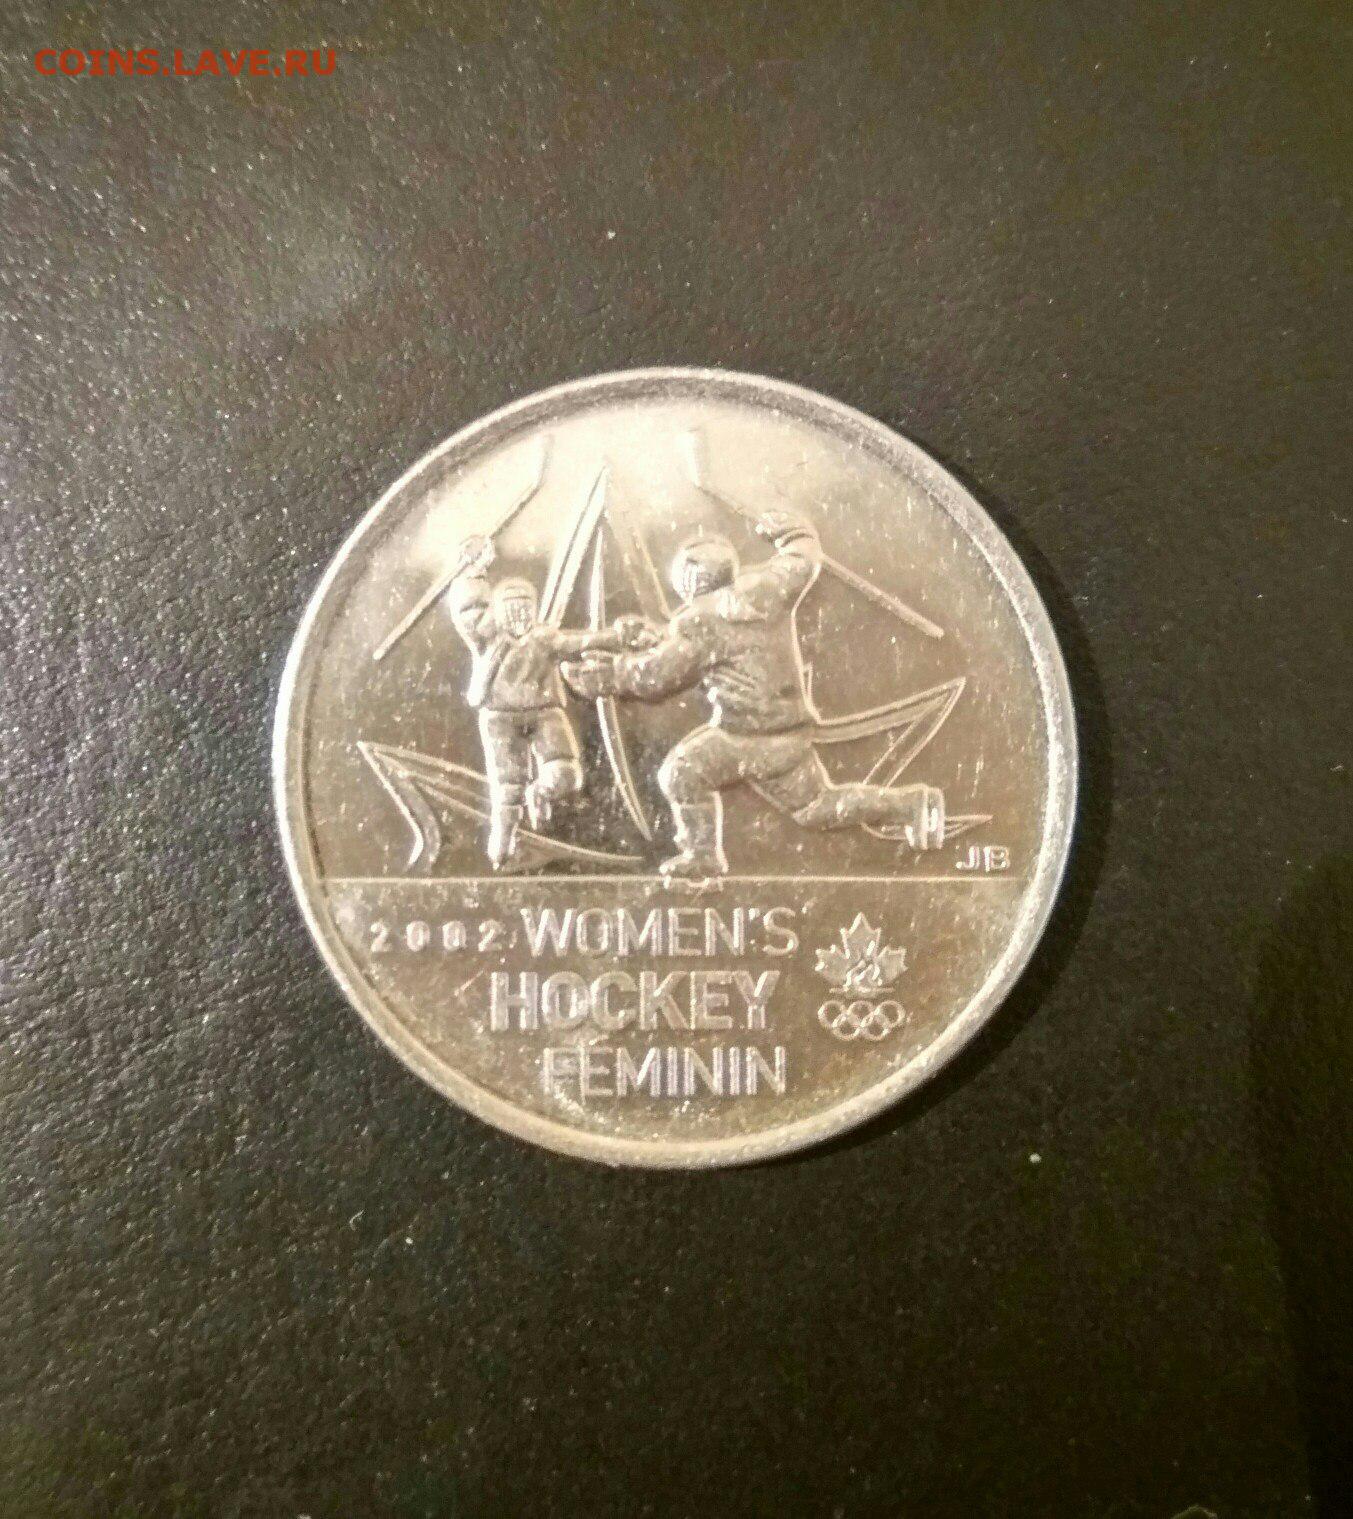 COINS.LAVE.RU
JB
2002 WOMEN'S
HOCKEY
FEMININ